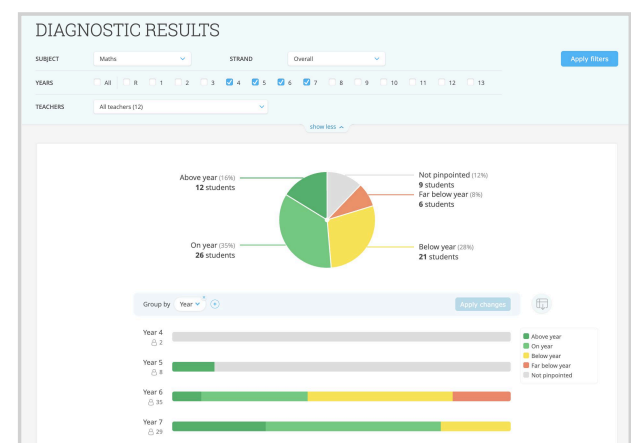 DIAGNOSTIC RESULTS
SUBJECT Maths STRAND Overall Apply filters
YEARS All R 1 2 3 4 5 6 7 8 9 10 11 12 13
TEACHERS All teachers (12)
show less
Above year (16%)
12 students
Not pinpointed (12%)
9 students
Far below year (8%)
6 students
On year (35%)
26 students
Below year (28%)
21 students
Group by Year Apply changes
Year 4
2
Year 5
8
Year 6
35
Year 7
29
Above year
On year
Below year
Far below year
Not pinpointed